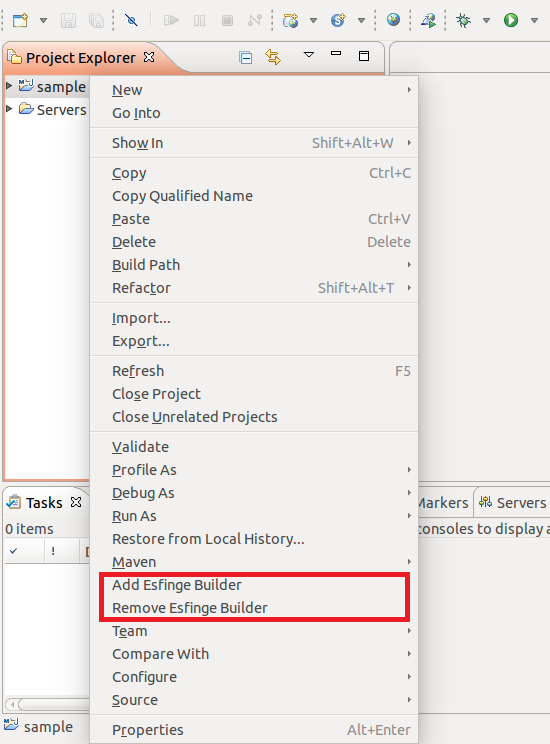 Project Explorer
sample
Servers
New
Go Into
Show In Shift+Alt+W
Copy Ctrl+C
Copy Qualified Name
Paste Ctrl+V
Delete Delete
Build Path
Refactor Shift+Alt+T
Import...
Export...
Refresh F5
Close Project
Close Unrelated Projects
Validate
Profile As
Debug As
Run As
Restore from Local History...
Maven
Add Esfinge Builder
Remove Esfinge Builder
Team
Compare With
Configure
Source
Properties Alt+Enter
Tasks
Markers Servers
0 items
consoles to display a
!
sample